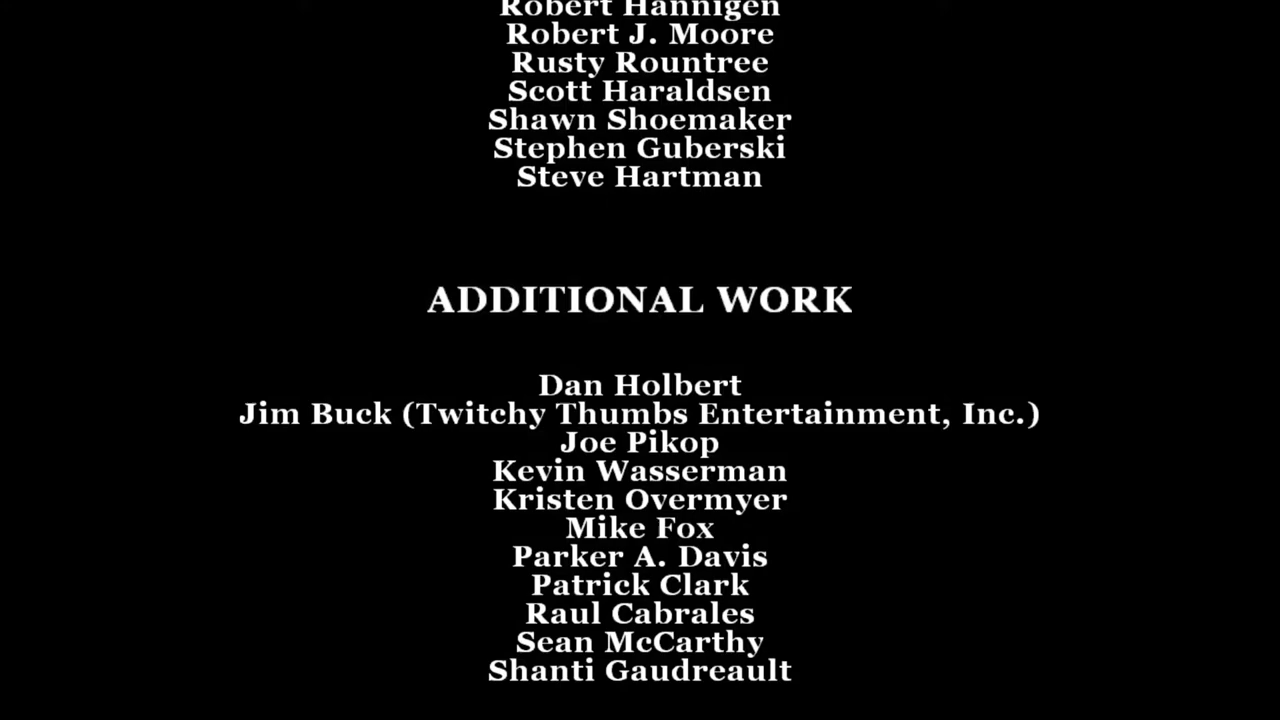 Robert Hannigen
Robert J. Moore
Rusty Rountree
Scott Haraldsen
Shawn Shoemaker
Stephen Guberski
Steve Hartman
ADDITIONAL WORK
Dan Holbert
Jim Buck (Twitchy Thumbs Entertainment, Inc.)
Joe Pikop
Kevin Wasserman
Kristen Overmyer
Mike Fox
Parker A. Davis
Patrick Clark
Raul Cabrales
Sean McCarthy
Shanti Gaudreault